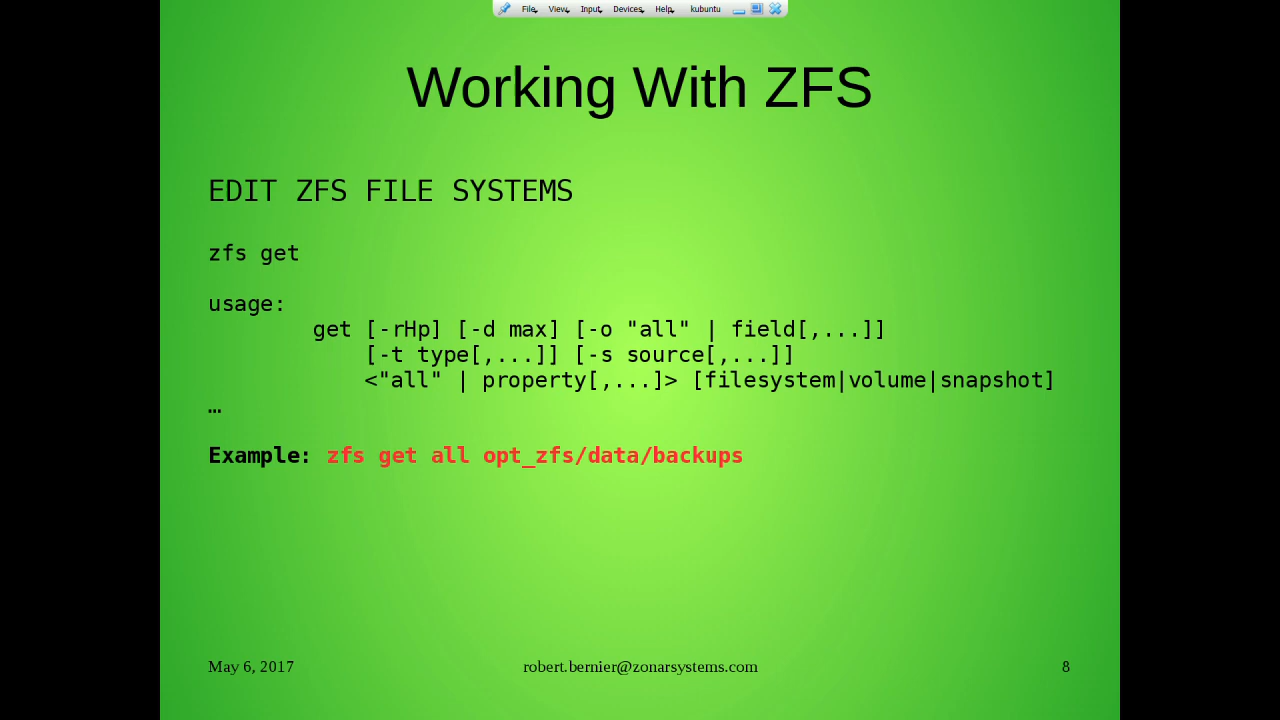 File View Input Devices Help kubuntu
Working With ZFS
EDIT ZFS FILE SYSTEMS
zfs get
usage:
get [-rHp] [-d max] [-o "all" | field[,...]]
[-t type[,...]] [-s source[,...]]
<"all" | property[,...]> [filesystem|volume|snapshot]
…
Example: zfs get all opt_zfs/data/backups
May 6, 2017 robert.bernier@zonarsystems.com 8